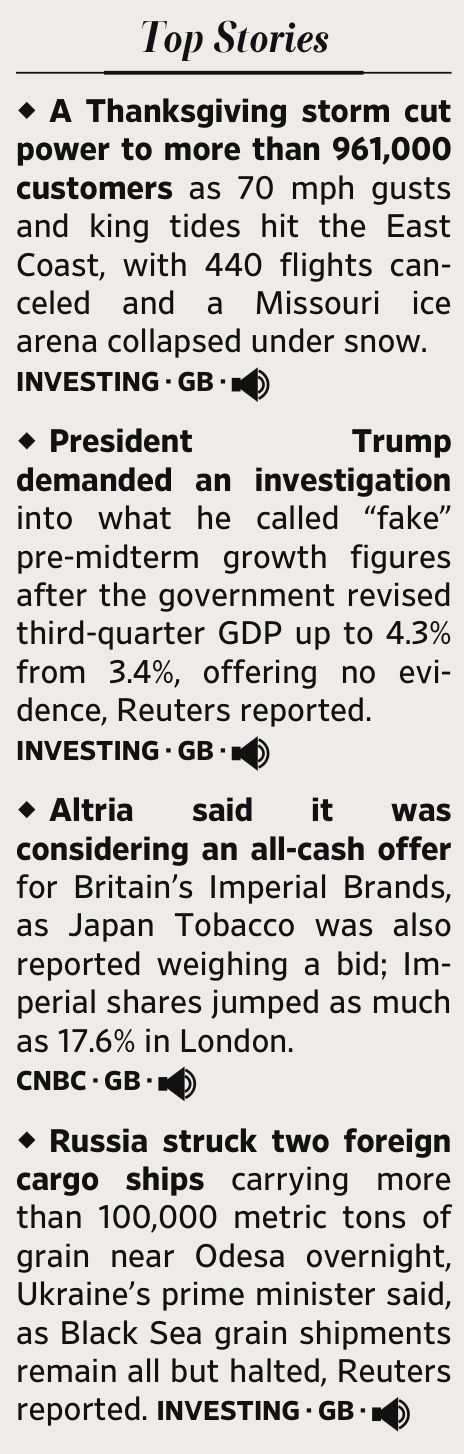 Top Stories
◆ A Thanksgiving storm cut
power to more than 961,000
customers as 70 mph gusts
and king tides hit the East
Coast, with 440 flights can-
celed and a Missouri ice
arena collapsed under snow.
INVESTING · GB ·
◆ President Trump
demanded an investigation
into what he called “fake”
pre-midterm growth figures
after the government revised
third-quarter GDP up to 4.3%
from 3.4%, offering no evi-
dence, Reuters reported.
INVESTING · GB ·
◆ Altria said it was
considering an all-cash offer
for Britain’s Imperial Brands,
as Japan Tobacco was also
reported weighing a bid; Im-
perial shares jumped as much
as 17.6% in London.
CNBC · GB ·
◆ Russia struck two foreign
cargo ships carrying more
than 100,000 metric tons of
grain near Odesa overnight,
Ukraine’s prime minister said,
as Black Sea grain shipments
remain all but halted, Reuters
reported. INVESTING · GB ·